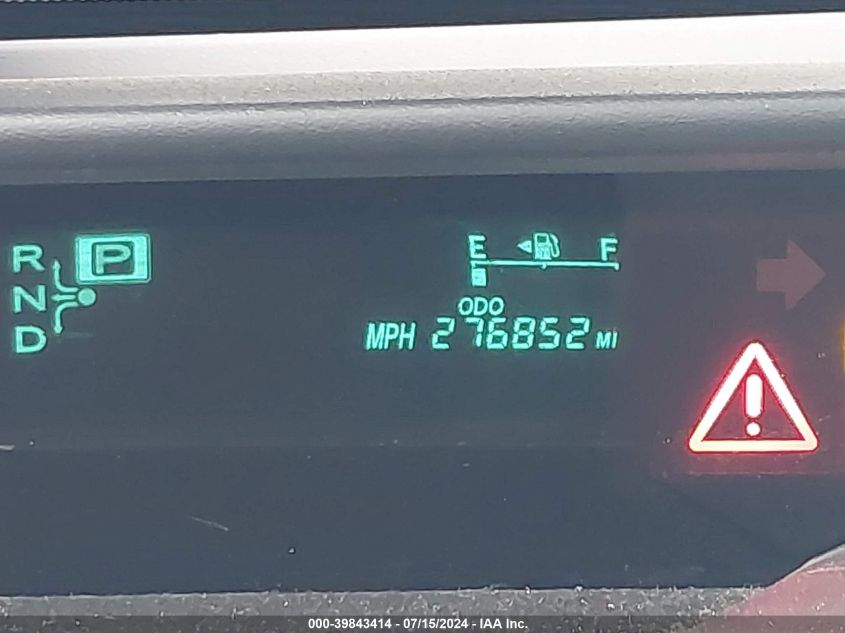 R P
N
D
E F
ODO
MPH 276852 MI
000-39843414 - 07/15/2024 - IAA Inc.